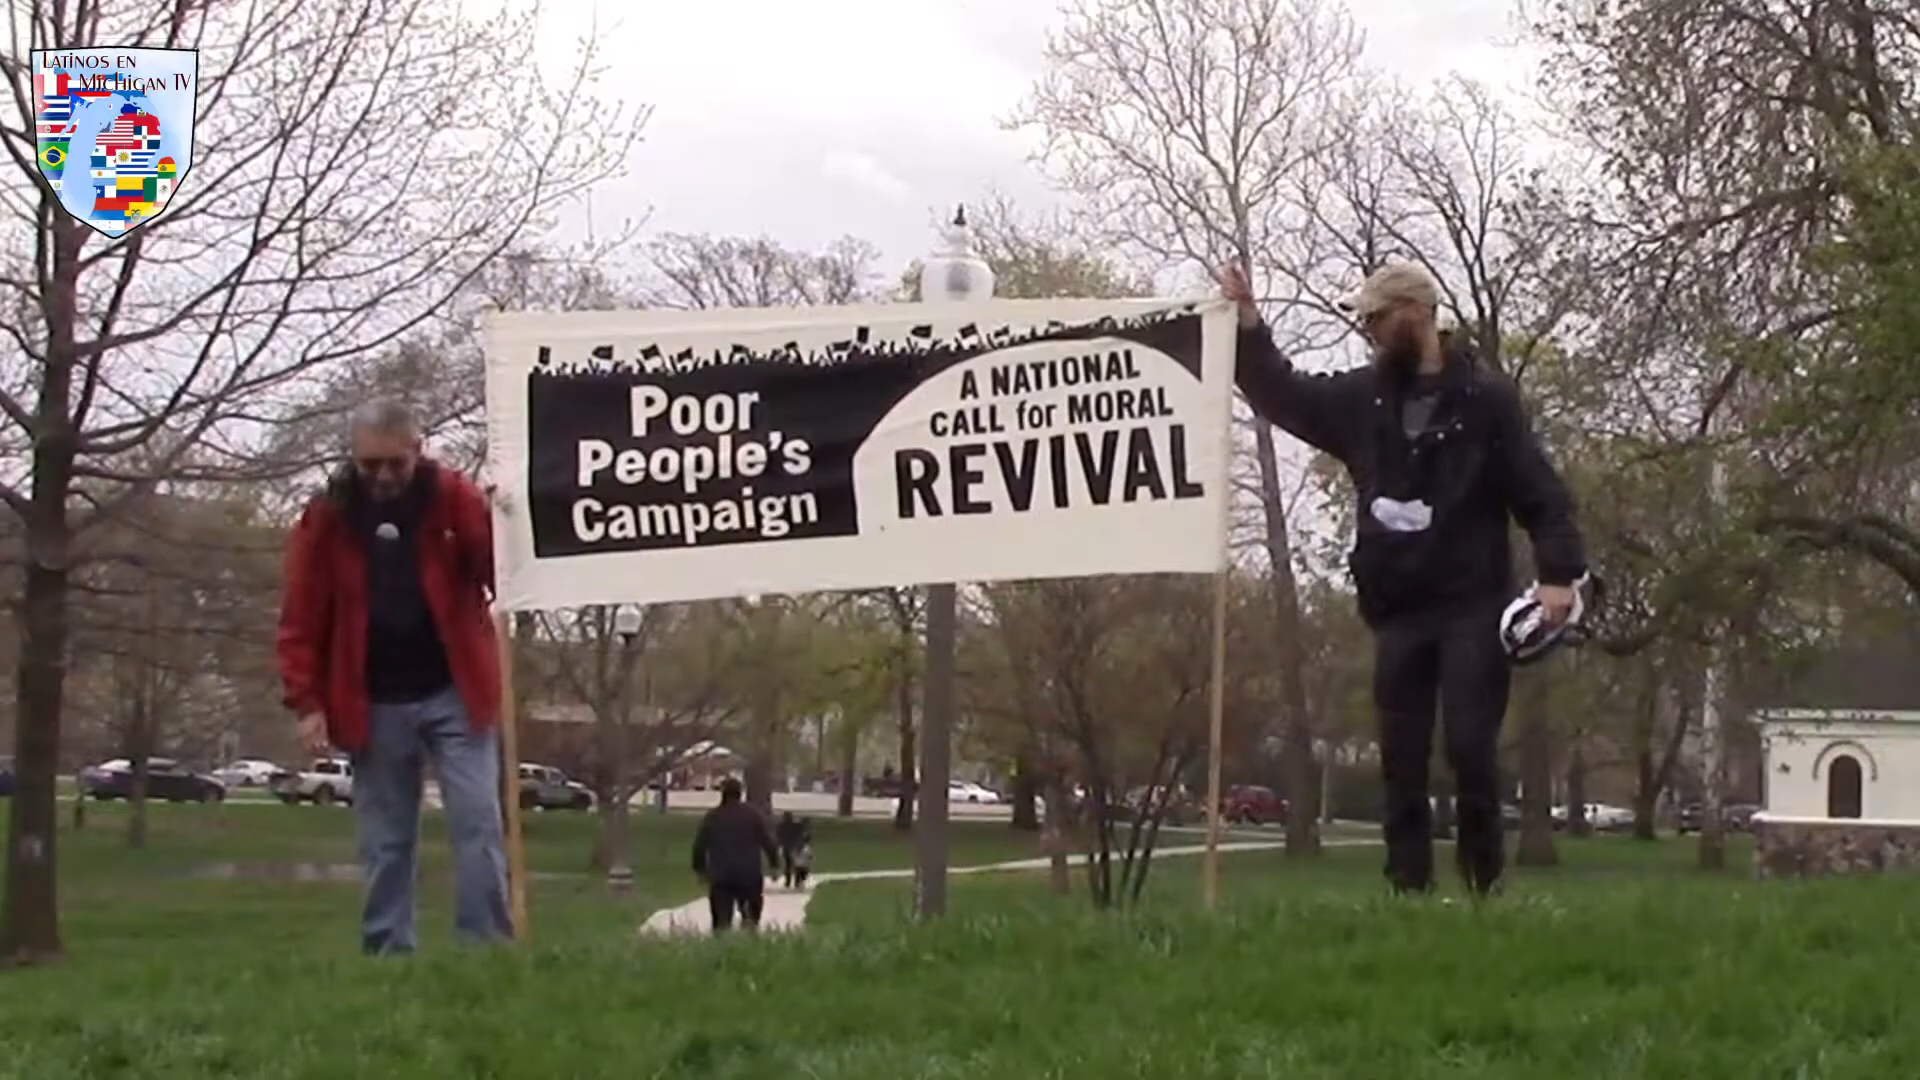 LATINOS EN
MICHIGAN TV
Poor
People's
Campaign
A NATIONAL
CALL for MORAL
REVIVAL